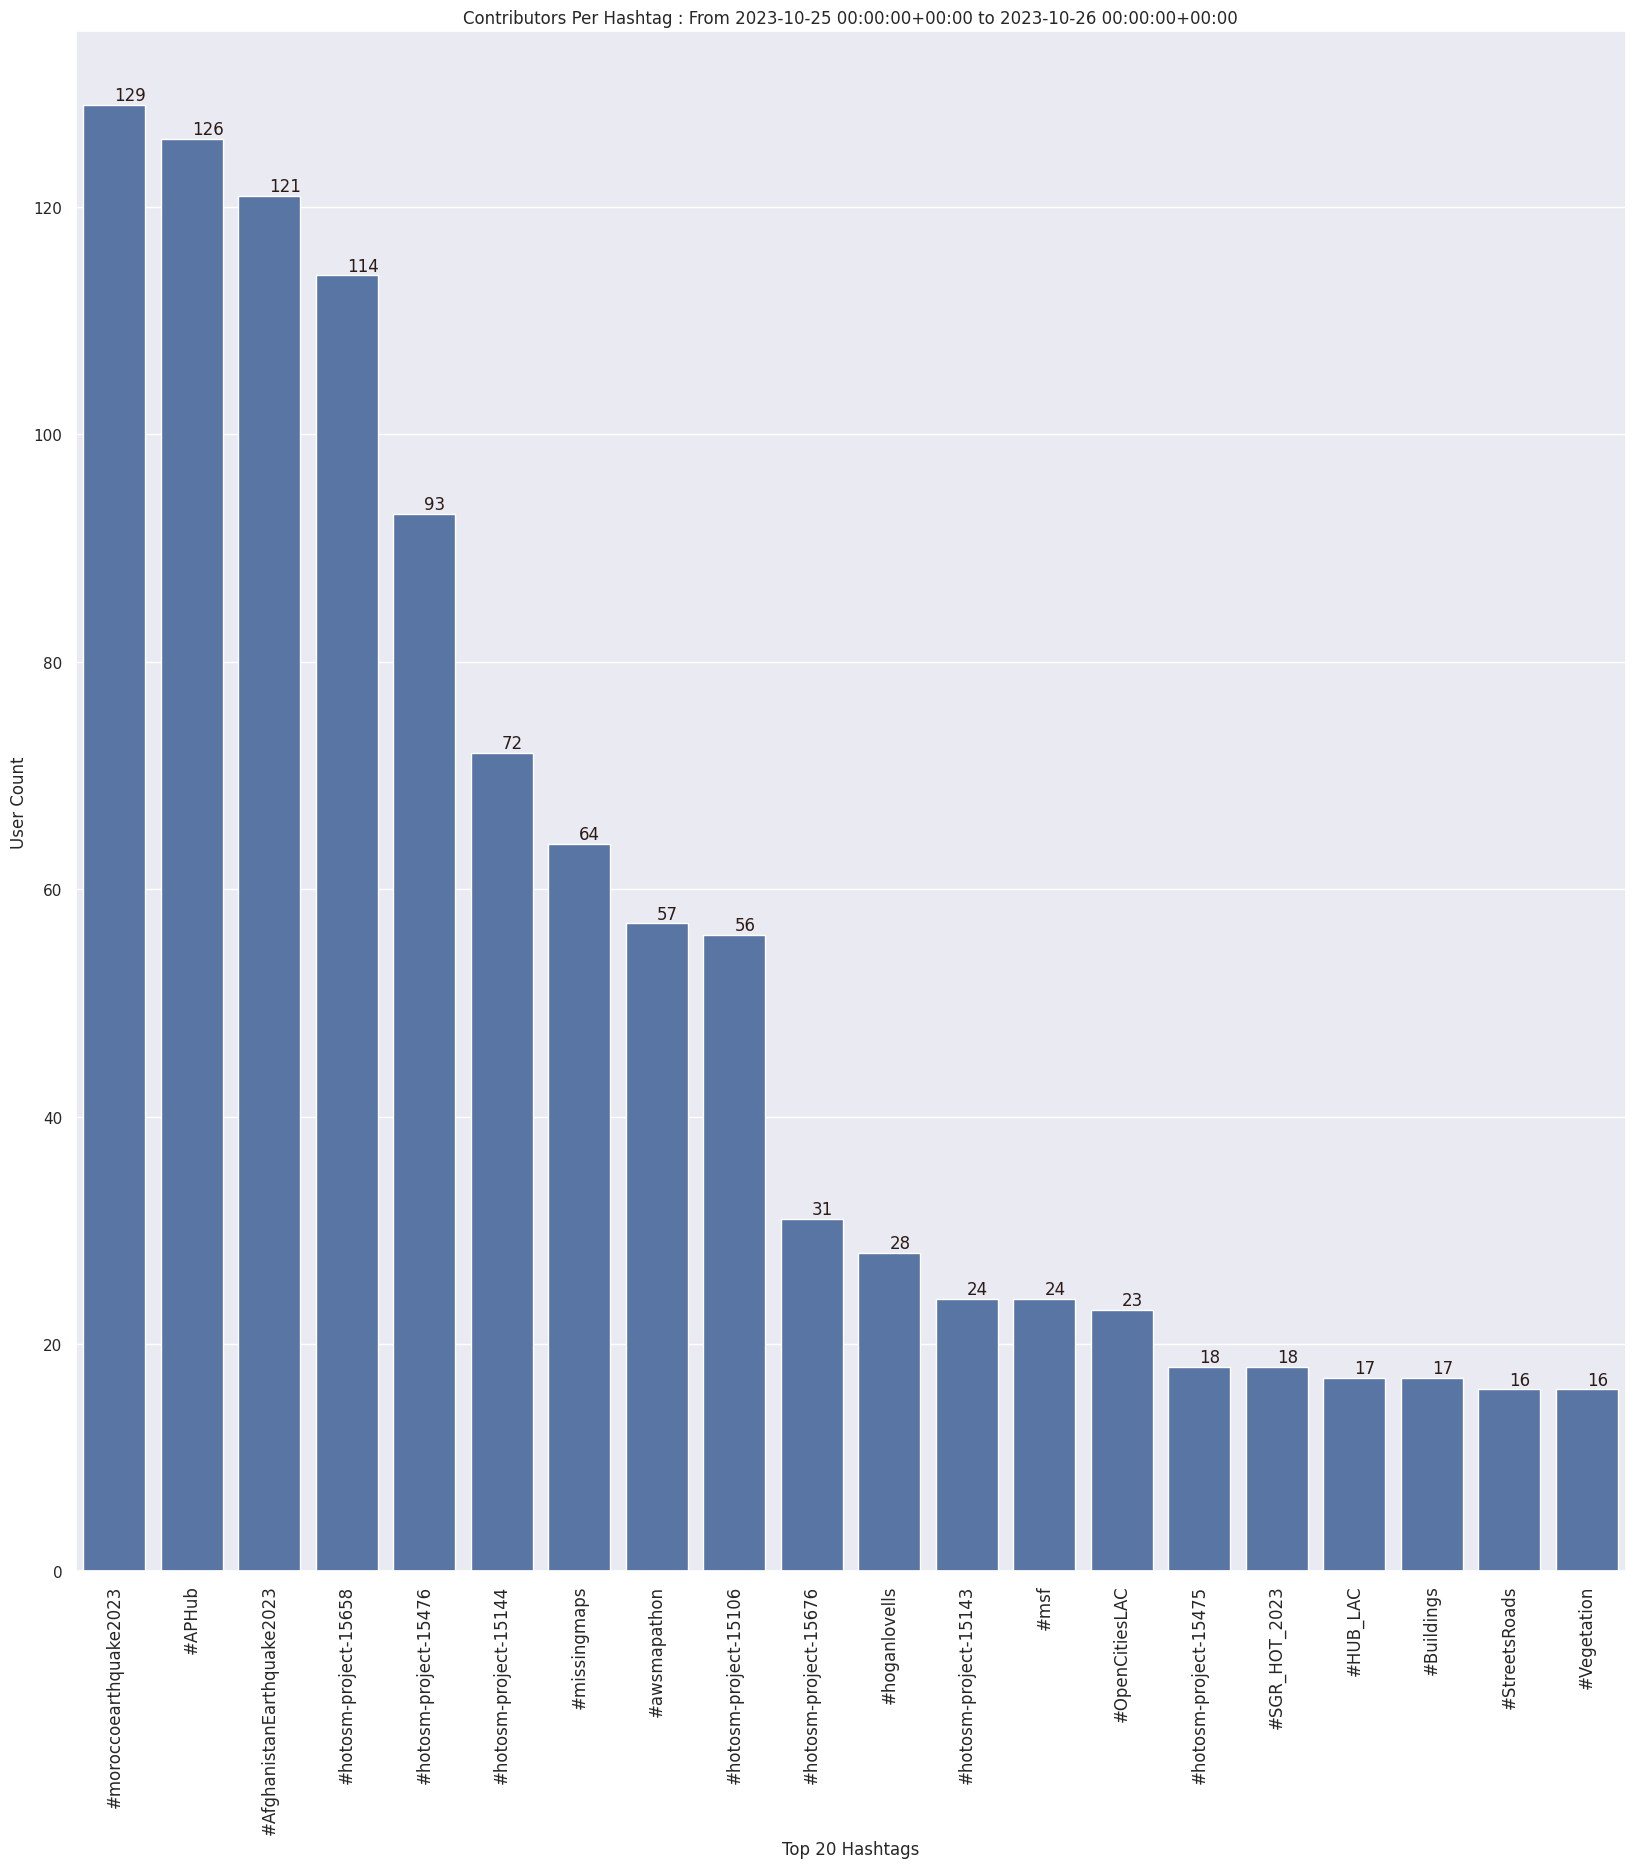 Contributors Per Hashtag : From 2023-10-25 00:00:00+00:00 to 2023-10-26 00:00:00+00:00
129
126
121
114
93
72
64
57
56
31
28
24
24
23
18
18
17
17
16
16
120
100
80
60
40
20
0
User Count
#moroccoearthquake2023
#APHub
#AfghanistanEarthquake2023
#hotosm-project-15658
#hotosm-project-15476
#hotosm-project-15144
#missingmaps
#awsmapathon
#hotosm-project-15106
#hotosm-project-15676
#hoganlovells
#hotosm-project-15143
#msf
#OpenCitiesLAC
#hotosm-project-15475
#SGR_HOT_2023
#HUB_LAC
#Buildings
#StreetsRoads
#Vegetation
Top 20 Hashtags